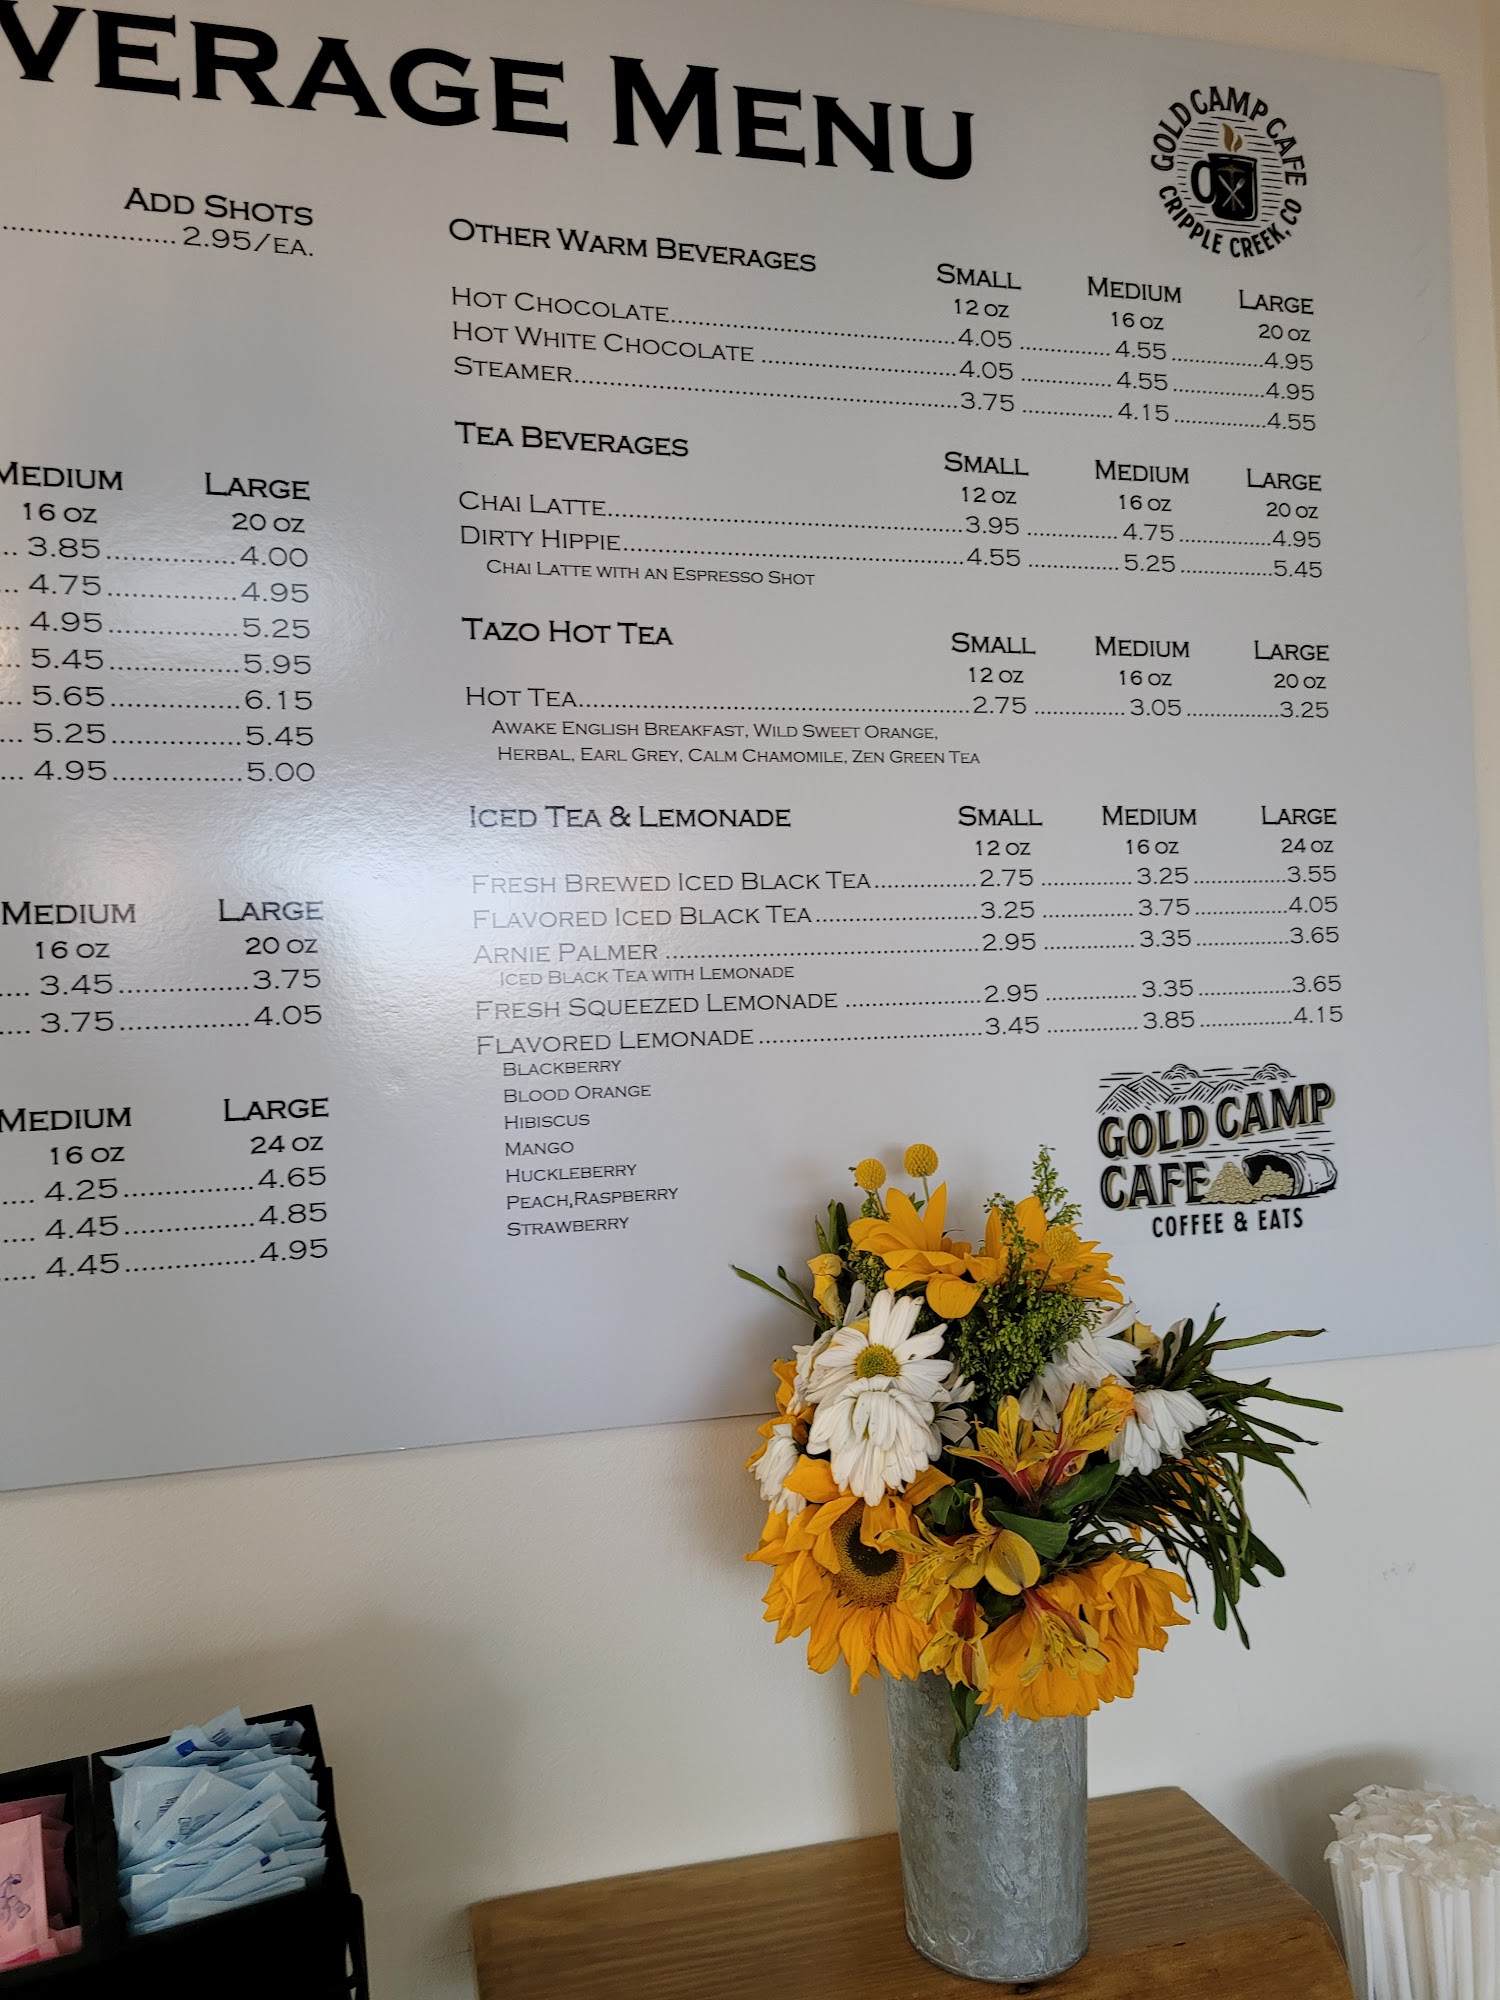 VERAGE MENU
GOLD CAMP CAFE
CRIPPLE CREEK, CO
ADD SHOTS
.....................2.95/EA.
MEDIUM LARGE
16 OZ 20 OZ
... 3.85................4.00
... 4.75................4.95
... 4.95................5.25
... 5.45................5.95
... 5.65................6.15
... 5.25................5.45
... 4.95................5.00
MEDIUM LARGE
16 OZ 20 OZ
.... 3.45................3.75
.... 3.75................4.05
MEDIUM LARGE
16 OZ 24 OZ
.... 4.25................4.65
.... 4.45................4.85
.... 4.45................4.95
OTHER WARM BEVERAGES SMALL MEDIUM LARGE
12 OZ 16 OZ 20 OZ
HOT CHOCOLATE....................4.05 ..............4.55 ..............4.95
HOT WHITE CHOCOLATE ....................4.05 ..............4.55 ..............4.95
STEAMER....................3.75 ..............4.15 ..............4.55
TEA BEVERAGES SMALL MEDIUM LARGE
12 OZ 16 OZ 20 OZ
CHAI LATTE....................3.95 ..............4.75 ..............4.95
DIRTY HIPPIE....................4.55 ..............5.25 ..............5.45
CHAI LATTE WITH AN ESPRESSO SHOT
TAZO HOT TEA SMALL MEDIUM LARGE
12 OZ 16 OZ 20 OZ
HOT TEA....................2.75 ..............3.05 ..............3.25
AWAKE ENGLISH BREAKFAST, WILD SWEET ORANGE,
HERBAL, EARL GREY, CALM CHAMOMILE, ZEN GREEN TEA
ICED TEA & LEMONADE SMALL MEDIUM LARGE
12 OZ 16 OZ 24 OZ
FRESH BREWED ICED BLACK TEA...............2.75 ..............3.25 ..............3.55
FLAVORED ICED BLACK TEA....................3.25 ..............3.75 ..............4.05
ARNIE PALMER ....................2.95 ..............3.35 ..............3.65
ICED BLACK TEA WITH LEMONADE
FRESH SQUEEZED LEMONADE ....................2.95 ..............3.35 ..............3.65
FLAVORED LEMONADE ....................3.45 ..............3.85 ..............4.15
BLACKBERRY
BLOOD ORANGE
HIBISCUS
MANGO
HUCKLEBERRY
PEACH,RASPBERRY
STRAWBERRY
GOLD CAMP
CAFE
COFFEE & EATS